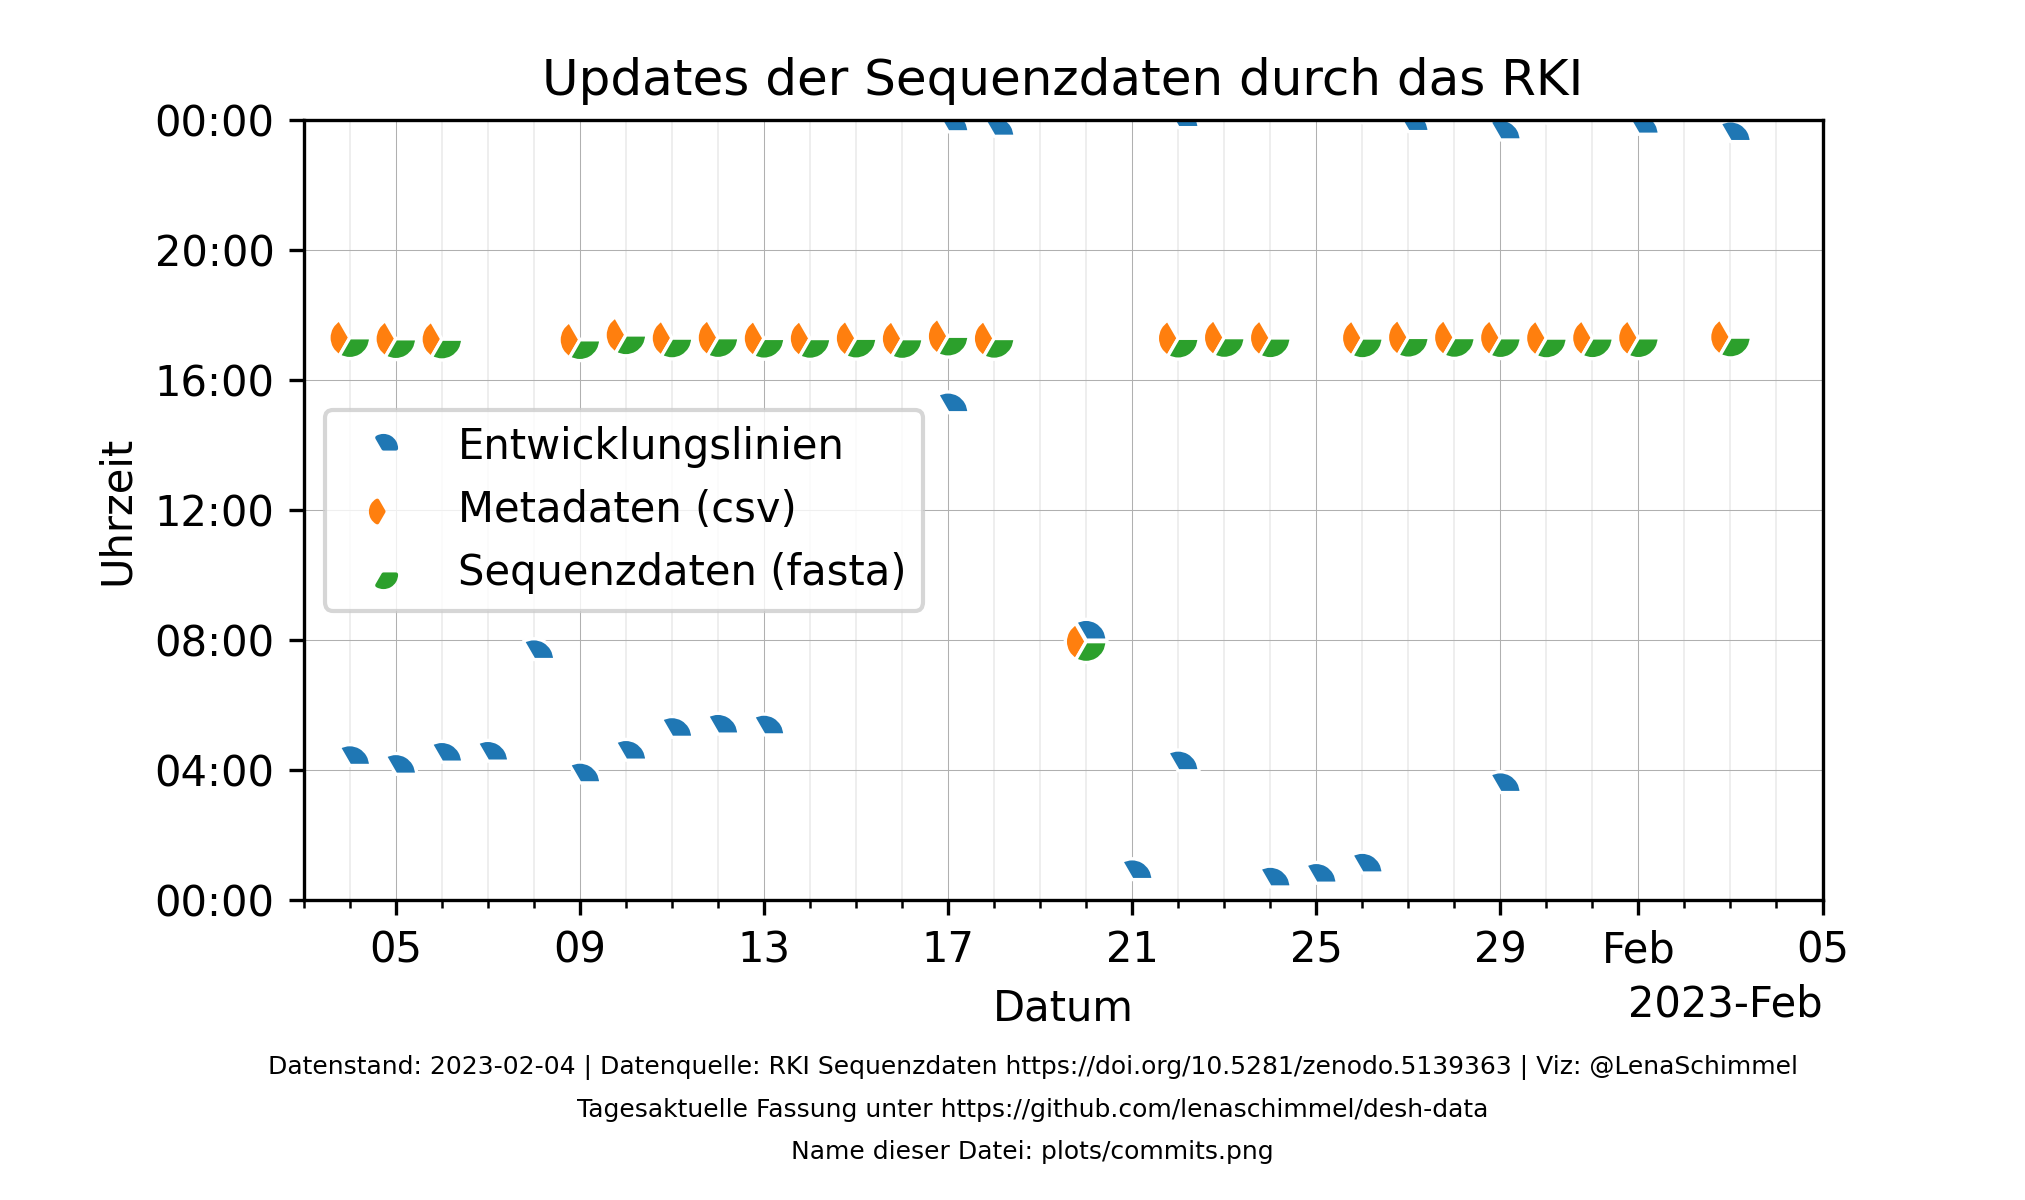 Updates der Sequenzdaten durch das RKI
00:00
20:00
16:00
12:00
08:00
04:00
00:00
Uhrzeit
Entwicklungslinien
Metadaten (csv)
Sequenzdaten (fasta)
05 09 13 17 21 25 29 Feb 05
Datum
2023-Feb
Datenstand: 2023-02-04 | Datenquelle: RKI Sequenzdaten https://doi.org/10.5281/zenodo.5139363 | Viz: @LenaSchimmel
Tagesaktuelle Fassung unter https://github.com/lenaschimmel/desh-data
Name dieser Datei: plots/commits.png